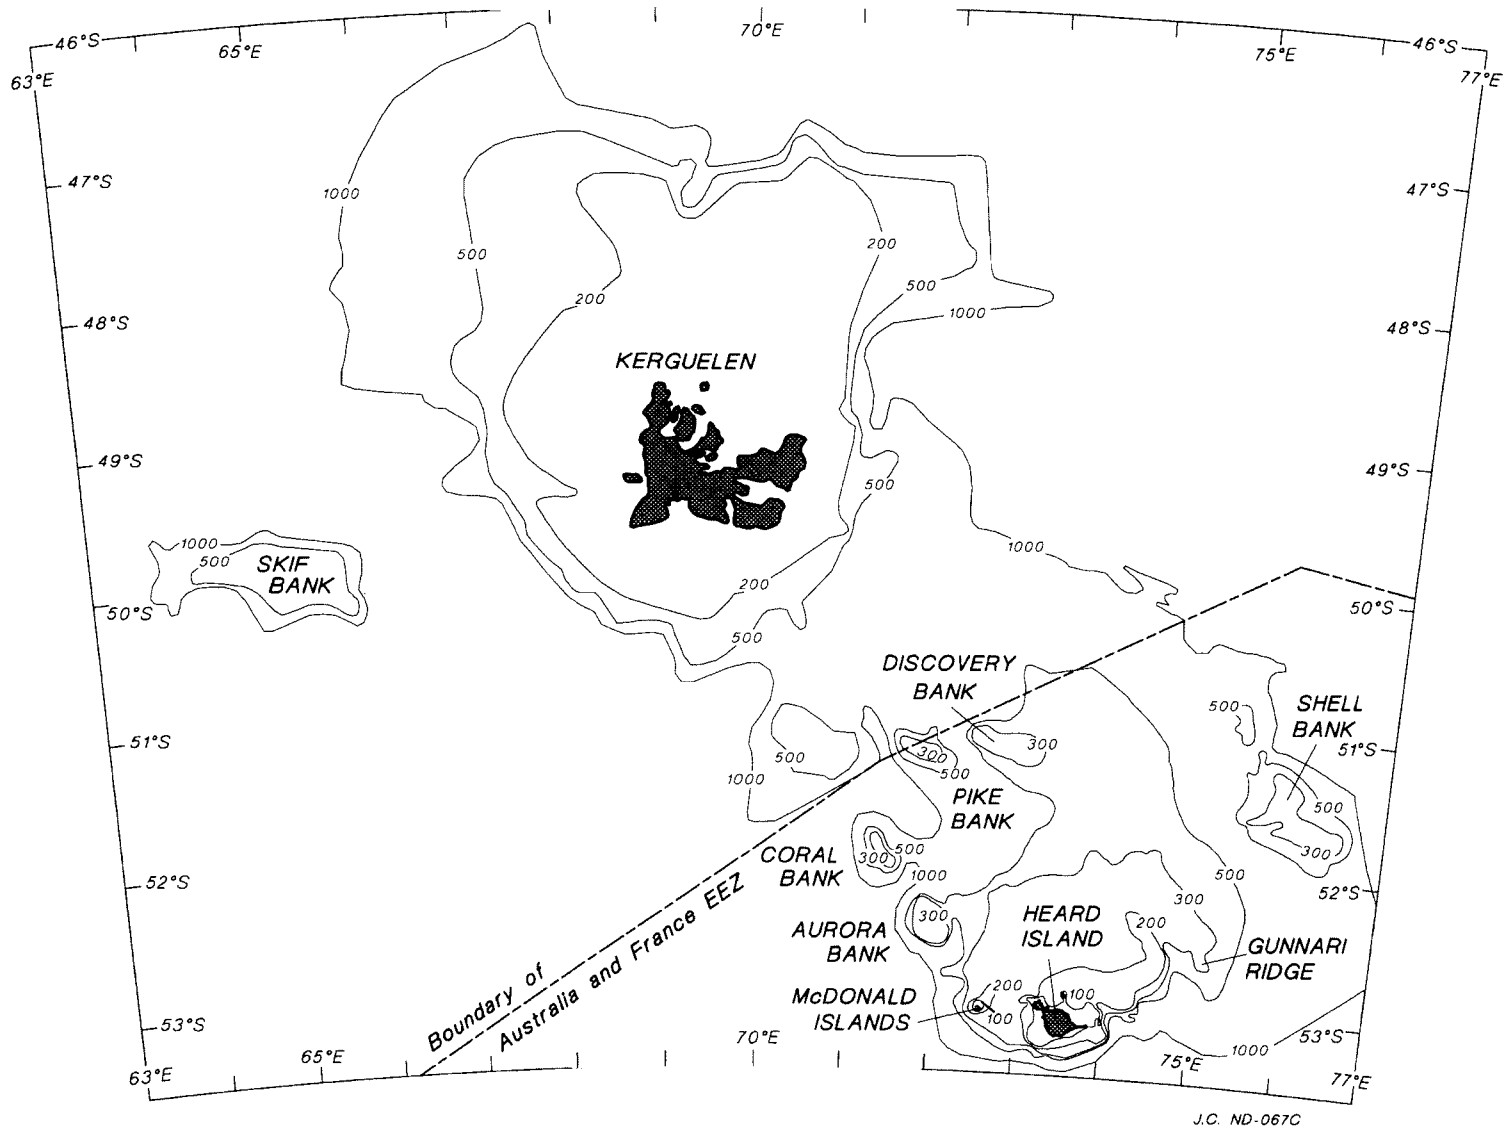 46°S
63°E
65°E
70°E
75°E
46°S
77°E
47°S
47°S
1000
500
200
200
500
1000
48°S
48°S
KERGUELEN
49°S
49°S
500
1000
1000
500
SKIF
BANK
200
50°S
50°S
500
DISCOVERY
BANK
SHELL
BANK
500
51°S
51°S
500
1000
300
500
300
PIKE
BANK
500
300
CORAL
BANK
500
300
1000
500
52°S
52°S
300
AURORA
BANK
300
HEARD
ISLAND
200
GUNNARI
RIDGE
McDONALD
ISLANDS
200
100
100
Boundary of
Australia and France EEZ
53°S
53°S
1000
63°E
65°E
70°E
75°E
77°E
J.C. ND-067C